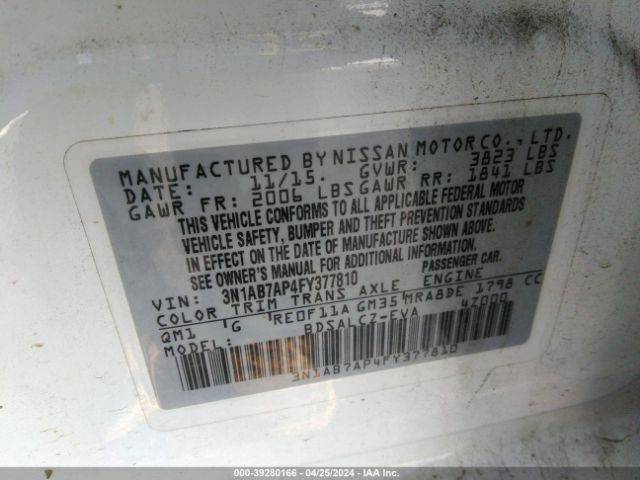 MANUFACTURED BY NISSAN MOTOR CO., LTD.
DATE: 11/15. GVWR: 3823 LBS
GAWR FR: 2006 LBS GAWR RR: 1841 LBS
THIS VEHICLE CONFORMS TO ALL APPLICABLE FEDERAL MOTOR
VEHICLE SAFETY, BUMPER AND THEFT PREVENTION STANDARDS
IN EFFECT ON THE DATE OF MANUFACTURE SHOWN ABOVE.
SEE OWNER'S MANUAL FOR ADDITIONAL INFORMATION.
VIN: 3N1AB7AP4FY377810 PASSENGER CAR.
COLOR TRIM TRANS AXLE ENGINE
QM1 G RE0F11A GM35 MRA8DE 1798 CC
MODEL: BDSALCZ-EVA 4Z000
3N1AB7AP4FY377810
000-39280166 - 04/25/2024 - IAA Inc.